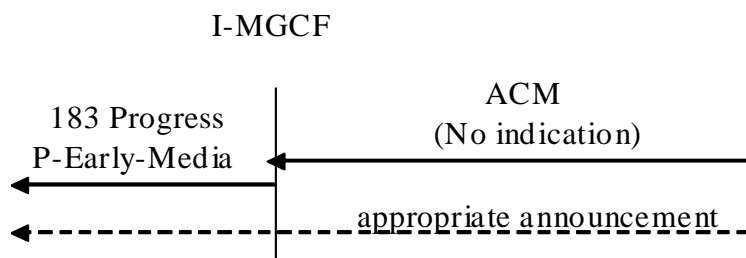 I-MGCF
183 Progress
P-Early-Media
ACM
(No indication)
appropriate announcement